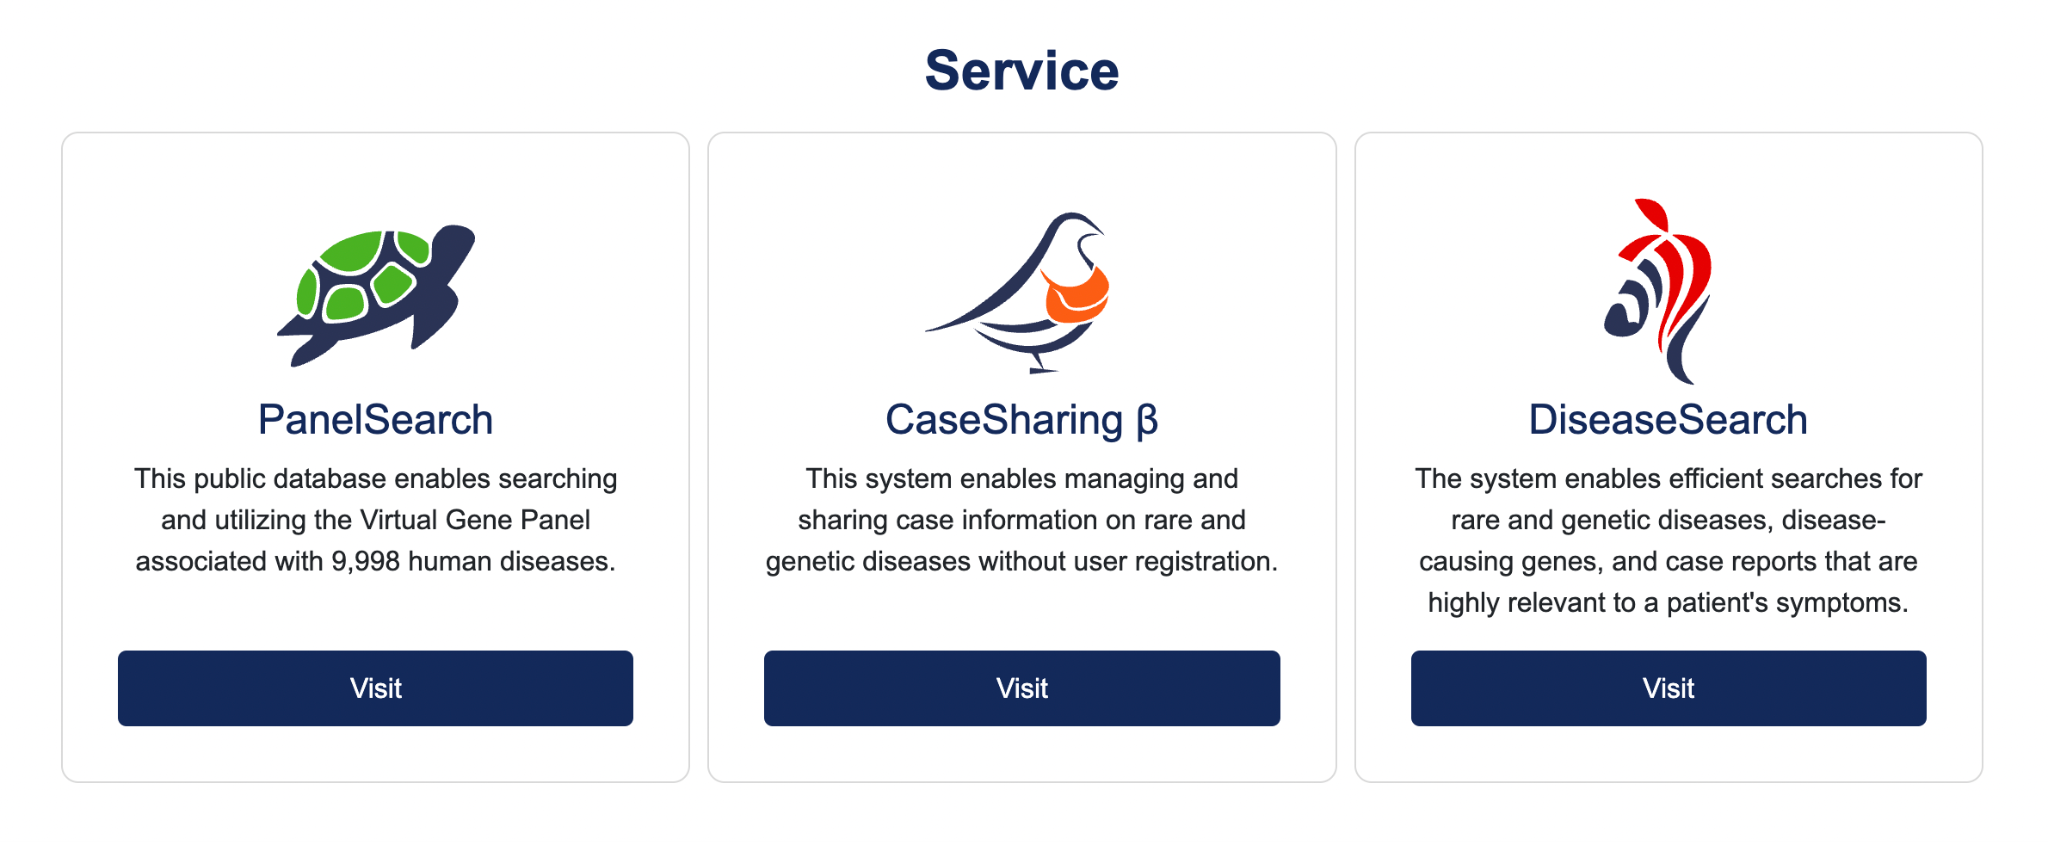 Service
PanelSearch
This public database enables searching
and utilizing the Virtual Gene Panel
associated with 9,998 human diseases.
Visit
CaseSharing β
This system enables managing and
sharing case information on rare and
genetic diseases without user registration.
Visit
DiseaseSearch
The system enables efficient searches for
rare and genetic diseases, disease-
causing genes, and case reports that are
highly relevant to a patient's symptoms.
Visit